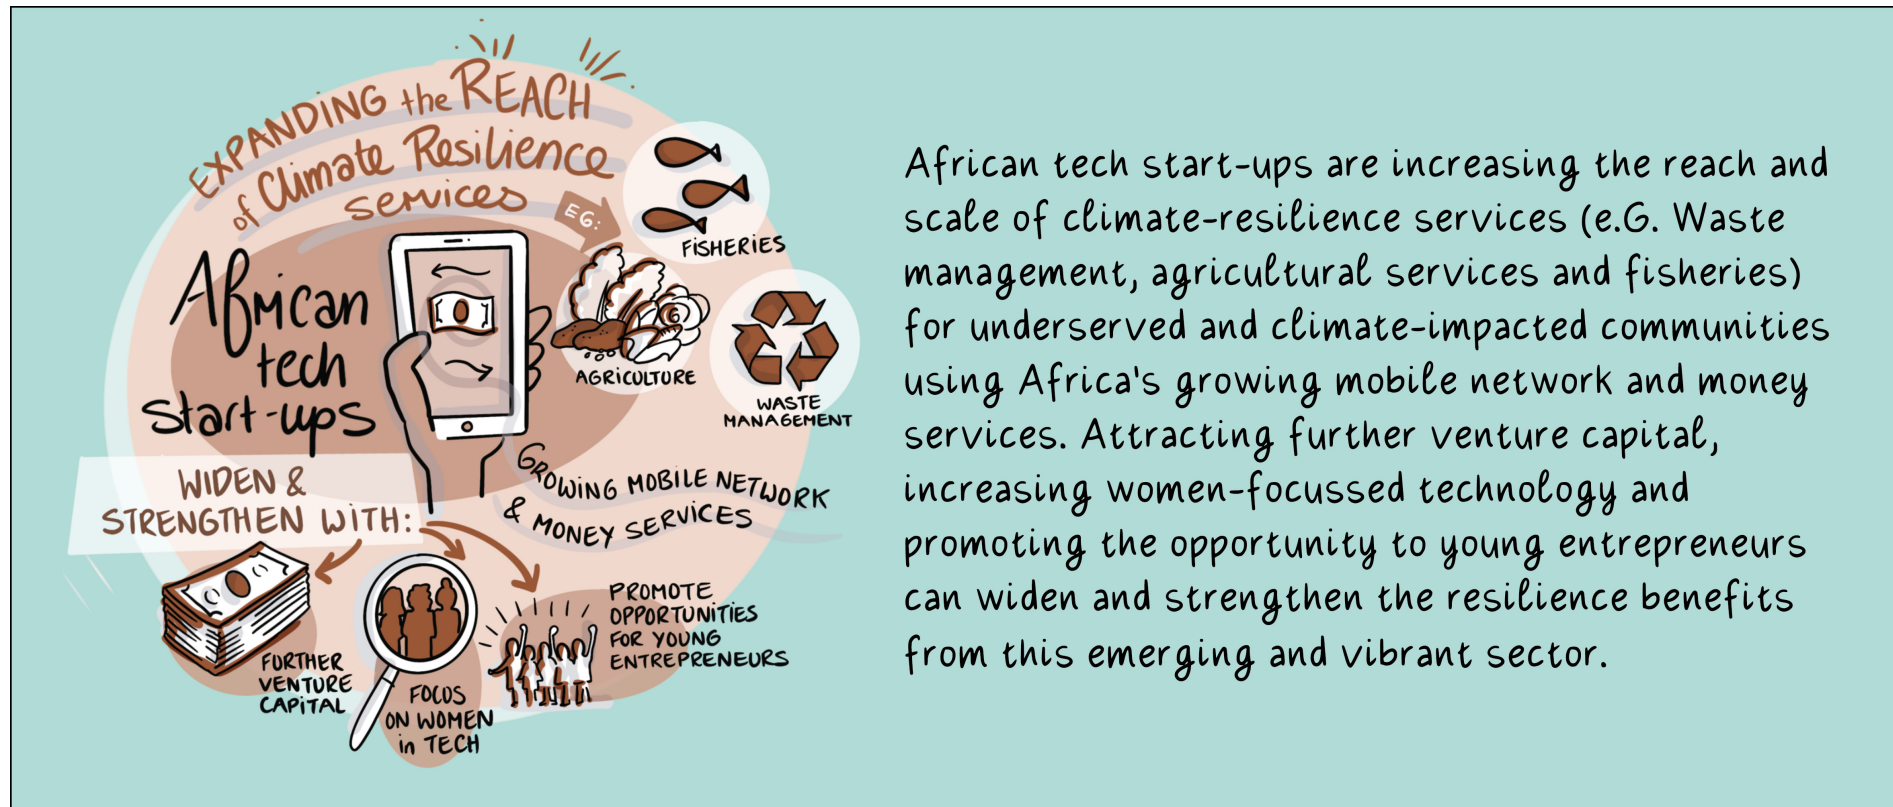 EXPANDING the REACH
of Climate Resilience
services
EG:
FISHERIES
AGRICULTURE
WASTE
MANAGEMENT
African
tech
start-ups
GROWING MOBILE NETWORK
& MONEY SERVICES
WIDEN &
STRENGTHEN WITH:
FURTHER
VENTURE
CAPITAL
FOCUS
ON WOMEN
in TECH
PROMOTE
OPPORTUNITIES
FOR YOUNG
ENTREPRENEURS
African tech start-ups are increasing the reach and
scale of climate-resilience services (e.G. Waste
management, agricultural services and fisheries)
for underserved and climate-impacted communities
using Africa's growing mobile network and money
services. Attracting further venture capital,
increasing women-focussed technology and
promoting the opportunity to young entrepreneurs
can widen and strengthen the resilience benefits
from this emerging and vibrant sector.